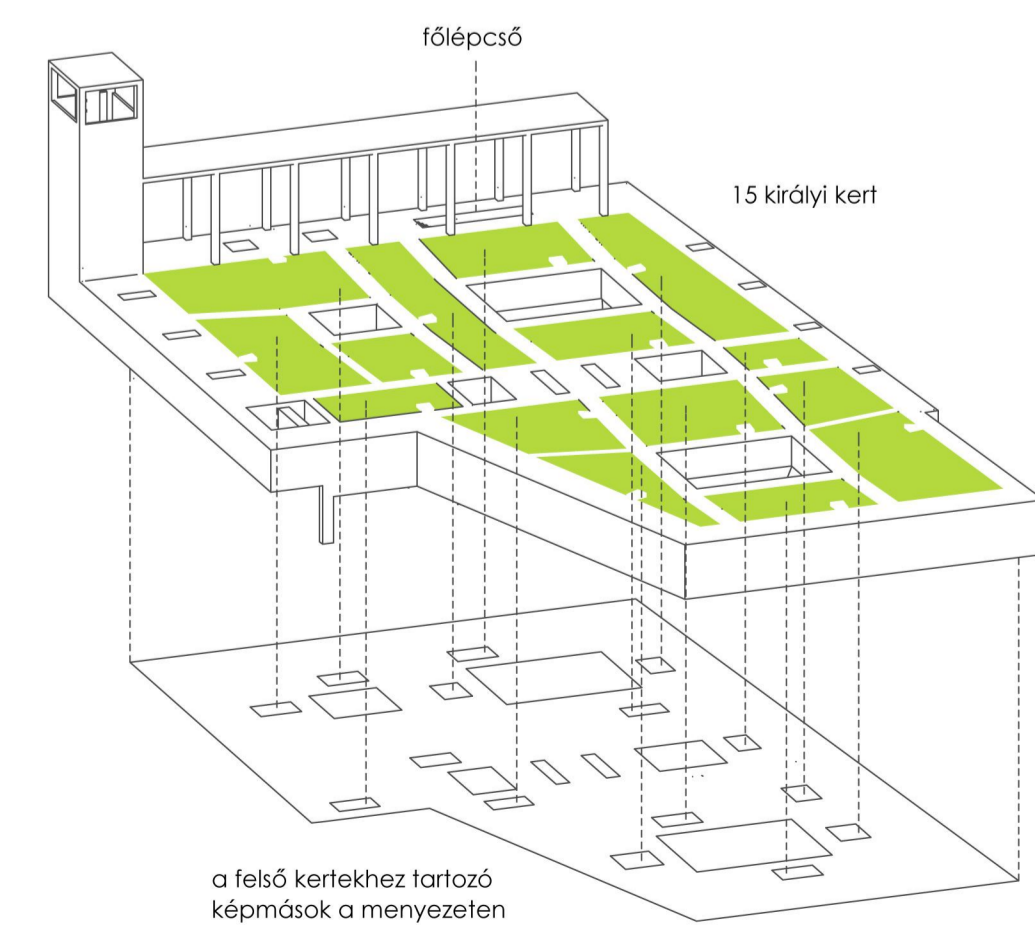 főlépcső
15 királyi kert
a felső kertekhez tartozó
képmások a menyezeten